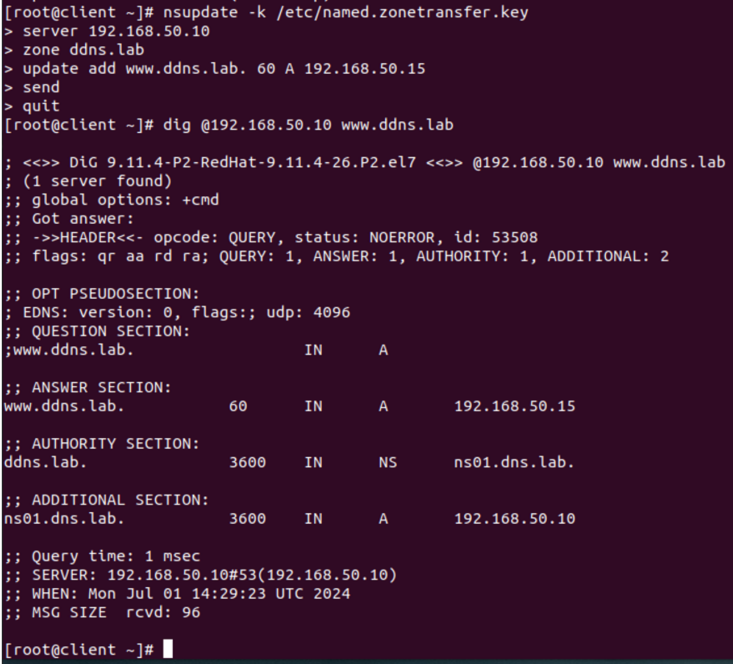 [root@client ~]# nsupdate -k /etc/named.zonetransfer.key
> server 192.168.50.10
> zone ddns.lab
> update add www.ddns.lab. 60 A 192.168.50.15
> send
> quit
[root@client ~]# dig @192.168.50.10 www.ddns.lab

; <<>> DiG 9.11.4-P2-RedHat-9.11.4-26.P2.el7 <<>> @192.168.50.10 www.ddns.lab
; (1 server found)
;; global options: +cmd
;; Got answer:
;; ->>HEADER<<- opcode: QUERY, status: NOERROR, id: 53508
;; flags: qr aa rd ra; QUERY: 1, ANSWER: 1, AUTHORITY: 1, ADDITIONAL: 2

;; OPT PSEUDOSECTION:
; EDNS: version: 0, flags:; udp: 4096
;; QUESTION SECTION:
;www.ddns.lab. IN A

;; ANSWER SECTION:
www.ddns.lab. 60 IN A 192.168.50.15

;; AUTHORITY SECTION:
ddns.lab. 3600 IN NS ns01.dns.lab.

;; ADDITIONAL SECTION:
ns01.dns.lab. 3600 IN A 192.168.50.10

;; Query time: 1 msec
;; SERVER: 192.168.50.10#53(192.168.50.10)
;; WHEN: Mon Jul 01 14:29:23 UTC 2024
;; MSG SIZE rcvd: 96

[root@client ~]#